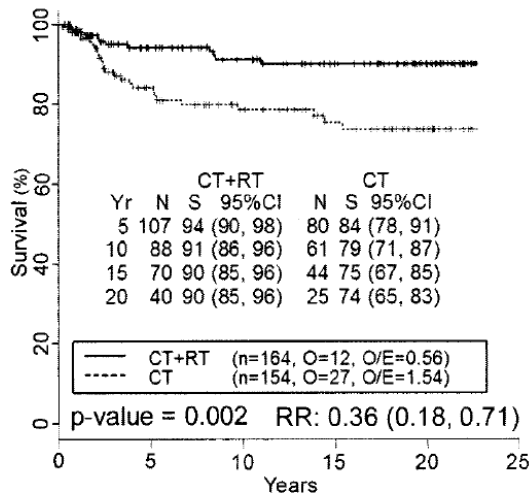 100
80
60
40
20
0
Survival (%)
CT+RT CT
Yr N S 95%CI N S 95%CI
5 107 94 (90, 98) 80 84 (78, 91)
10 88 91 (86, 96) 61 79 (71, 87)
15 70 90 (85, 96) 44 75 (67, 85)
20 40 90 (85, 96) 25 74 (65, 83)
CT+RT (n=164, O=12, O/E=0.56)
CT (n=154, O=27, O/E=1.54)
p-value = 0.002 RR: 0.36 (0.18, 0.71)
0 5 10 15 20 25
Years